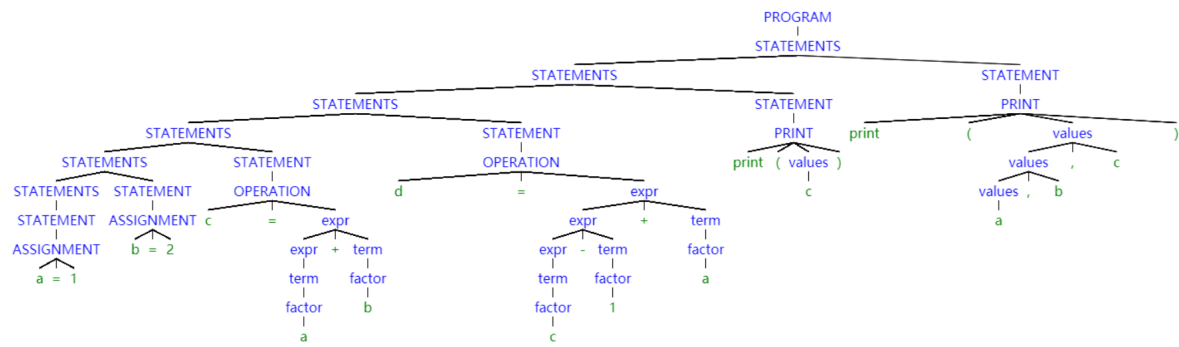 PROGRAM
STATEMENTS
STATEMENTS STATEMENT
STATEMENTS STATEMENT PRINT
STATEMENTS STATEMENT PRINT print ( values )
STATEMENTS STATEMENT OPERATION print ( values ) values , c
STATEMENTS STATEMENT OPERATION d = expr c values , b
STATEMENT ASSIGNMENT c = expr expr + term a
ASSIGNMENT b = 2 expr + term expr - term factor
a = 1 term factor term factor a
factor b factor 1
a c